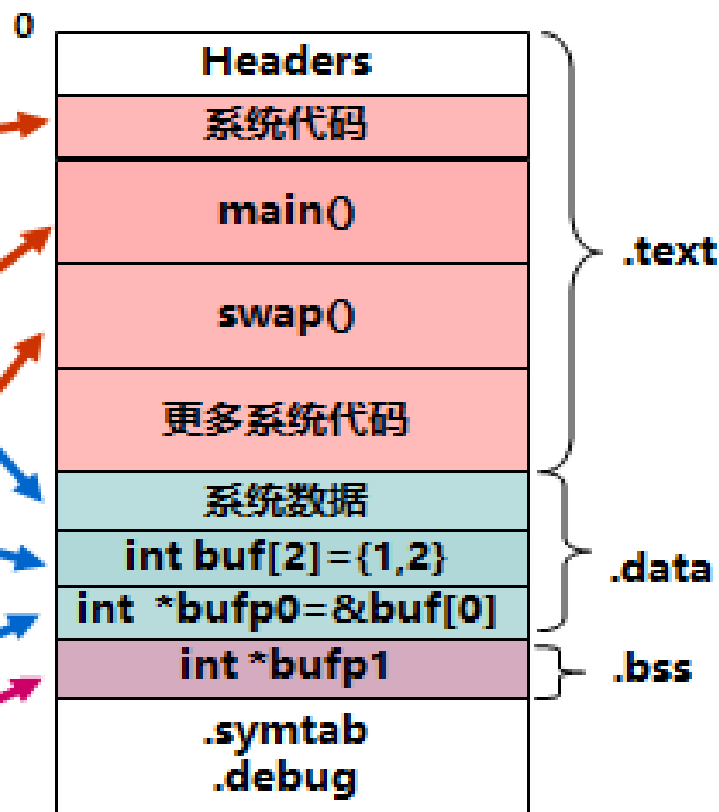 0
Headers
系统代码
main()
swap()
.text
更多系统代码
系统数据
int buf[2]={1,2}
.data
int *bufp0=&buf[0]
int *bufp1
.bss
.symtab
.debug